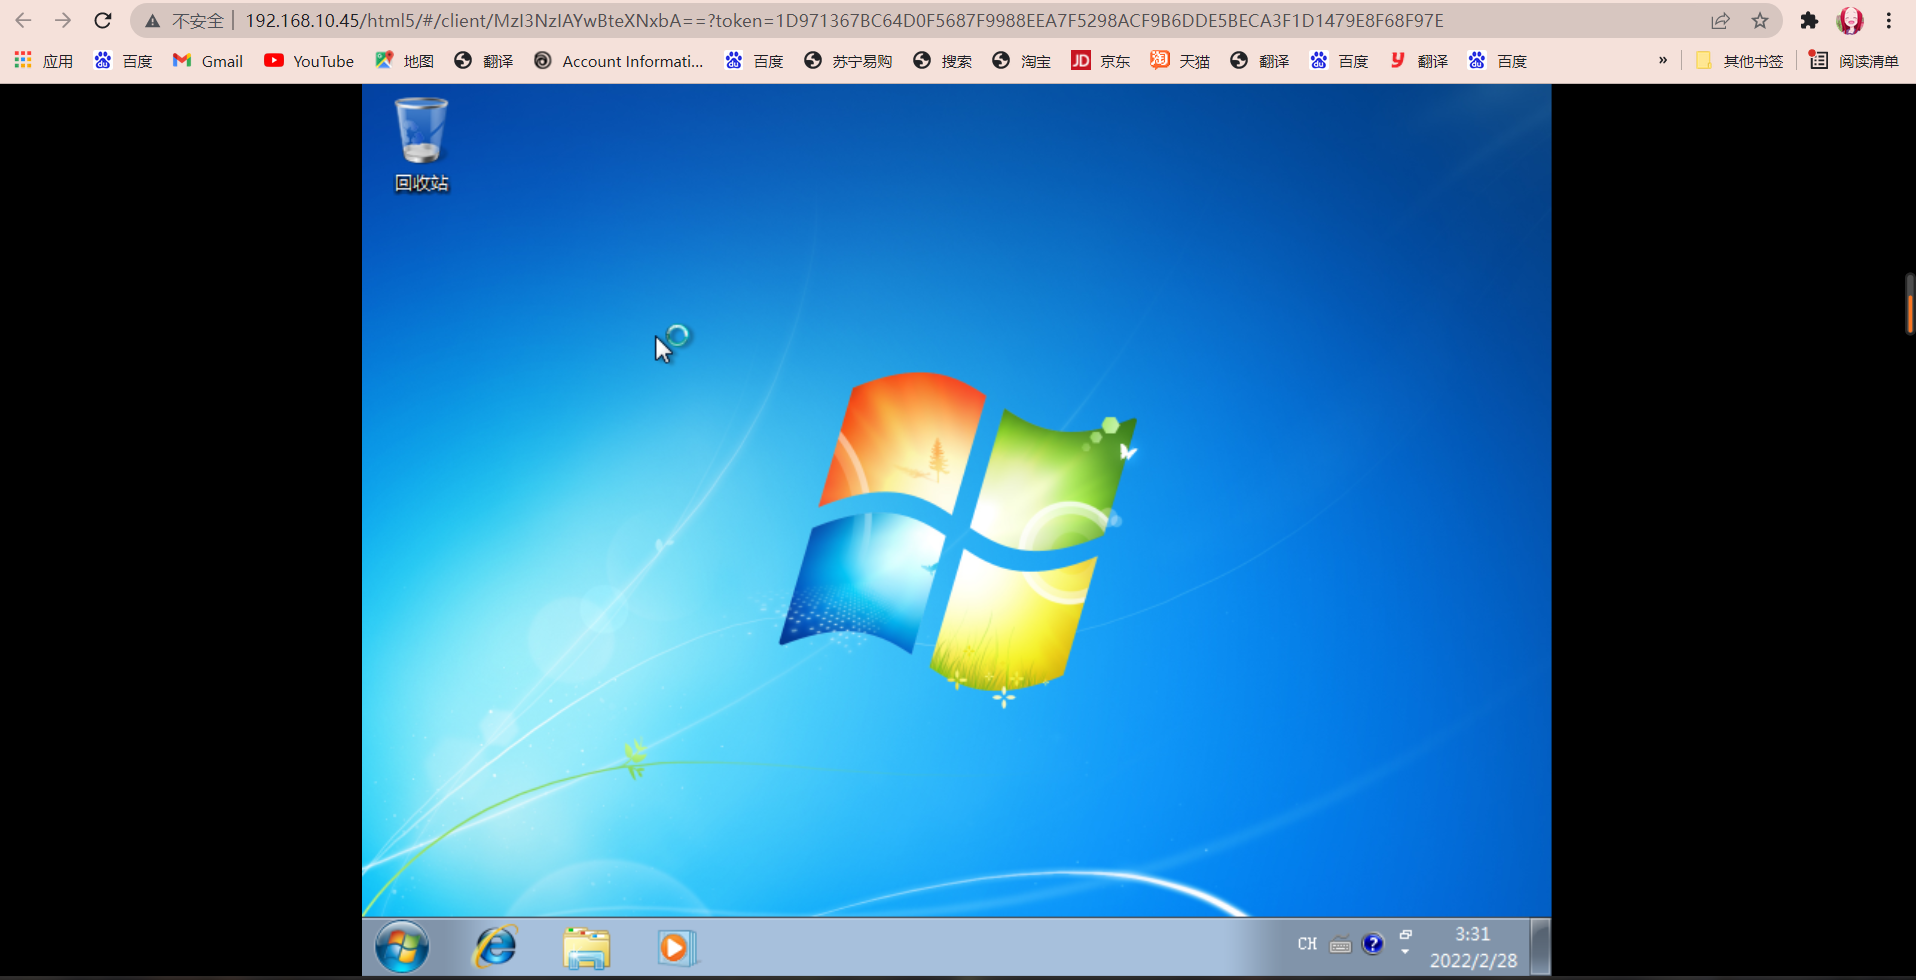 不安全 192.168.10.45/html5/#/client/MzI3NzIAYwBteXNxbA==?token=1D971367BC64D0F5687F9988EEA7F5298ACF9B6DDE5BECA3F1D1479E8F68F97E
应用 百度 Gmail YouTube 地图 翻译 Account Informati... 百度 苏宁易购 搜索 淘宝 京东 天猫 翻译 百度 翻译 百度 » 其他书签 阅读清单
回收站
CH 3:31
2022/2/28